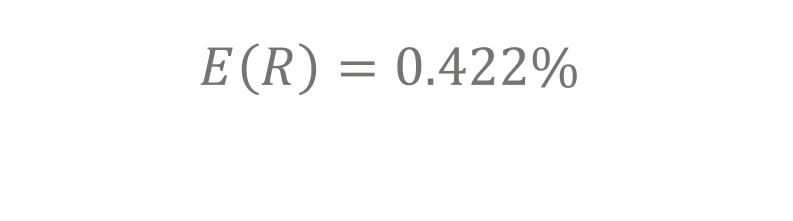 E(R) = 0.422%